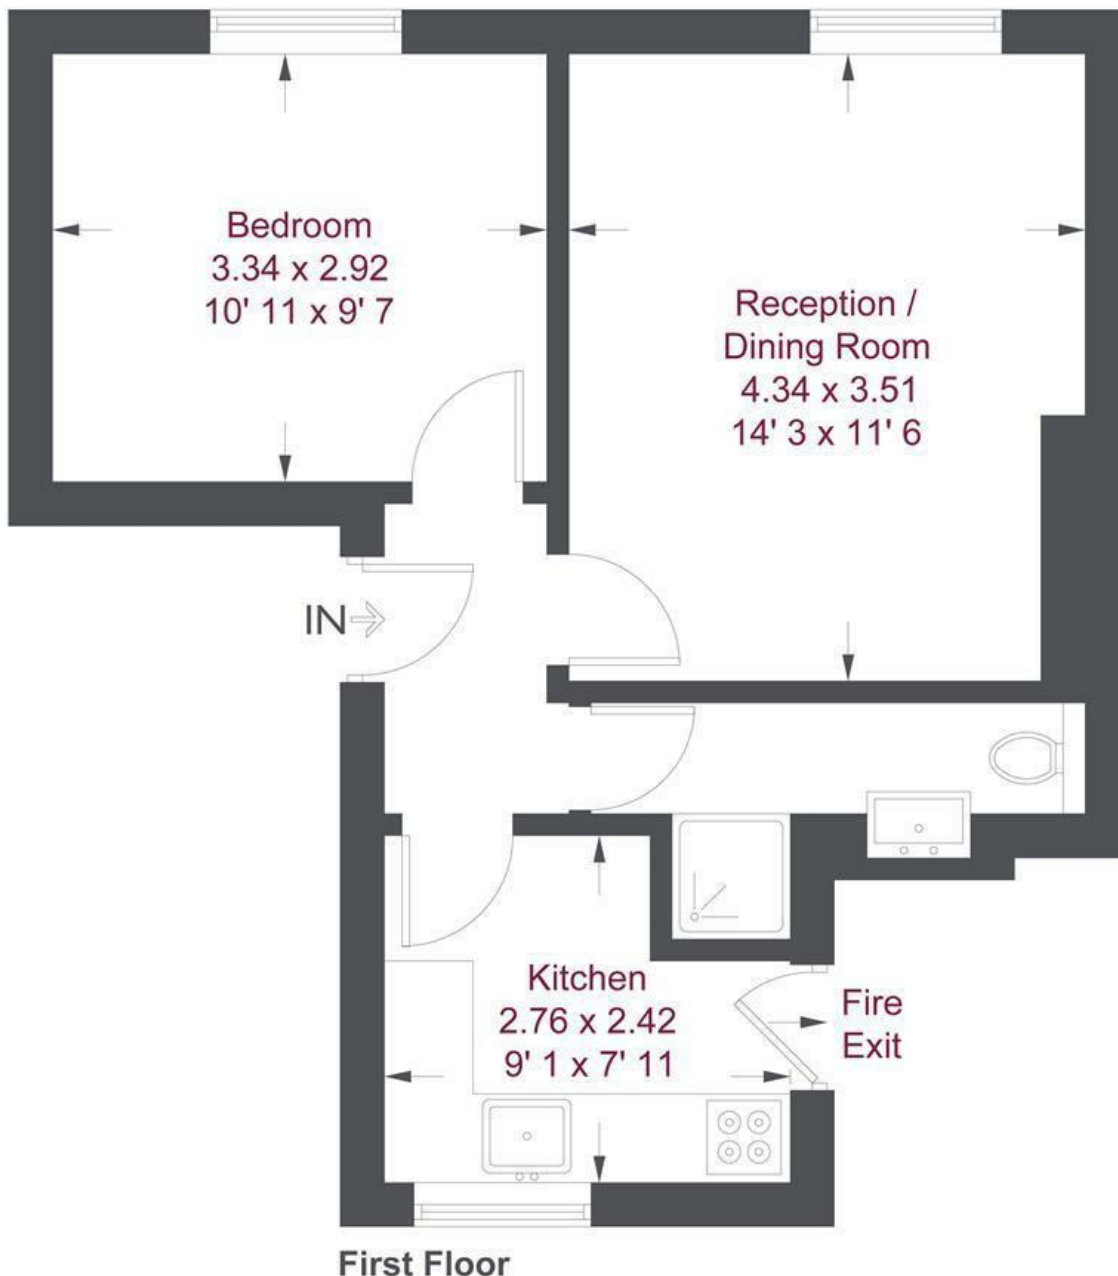 Bedroom
3.34 x 2.92
10' 11 x 9' 7
Reception /
Dining Room
4.34 x 3.51
14' 3 x 11' 6
IN
Kitchen
2.76 x 2.42
9' 1 x 7' 11
Fire
Exit
First Floor